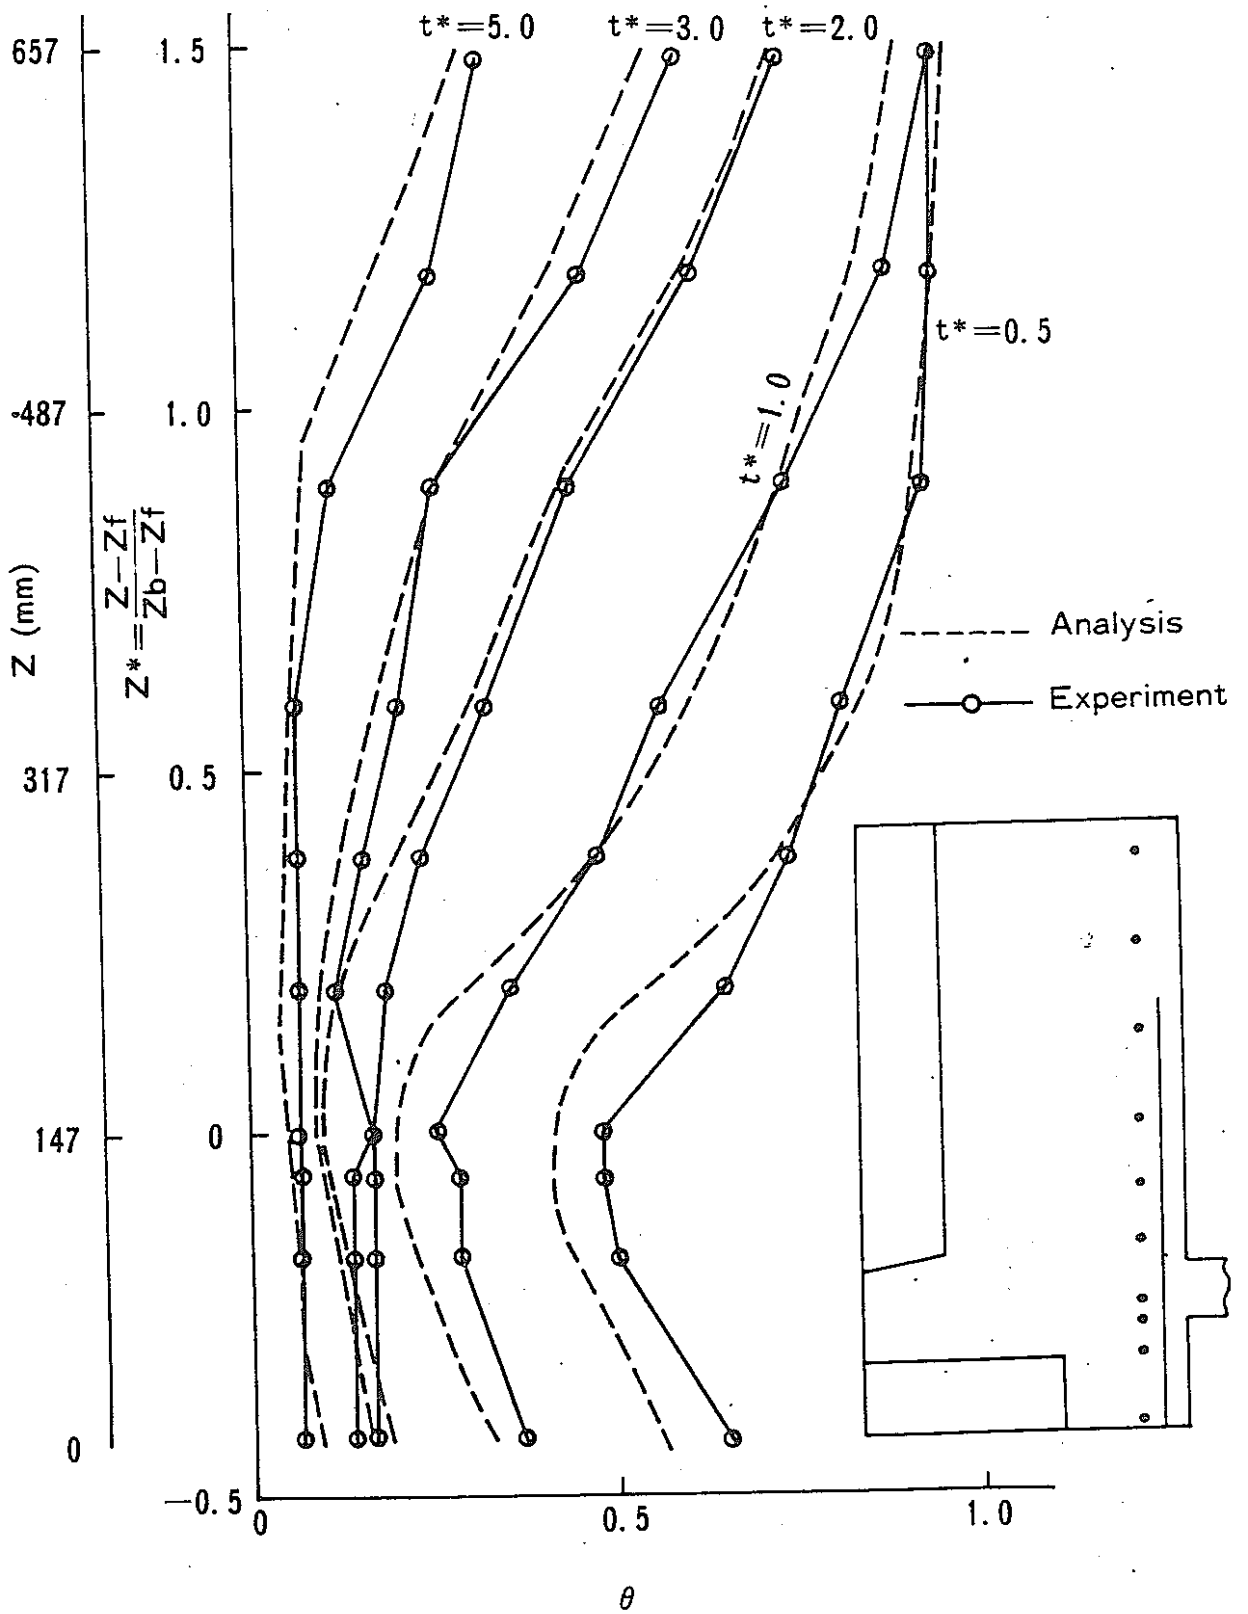 t*=5.0
t*=3.0
t*=2.0
657
1.5
t*=0.5
t*=1.0
487
1.0
Z (mm)
Z*=
Z-Zf
Zb-Zf
Analysis
Experiment
317
0.5
147
0
0
-0.5
0
0.5
1.0
θ